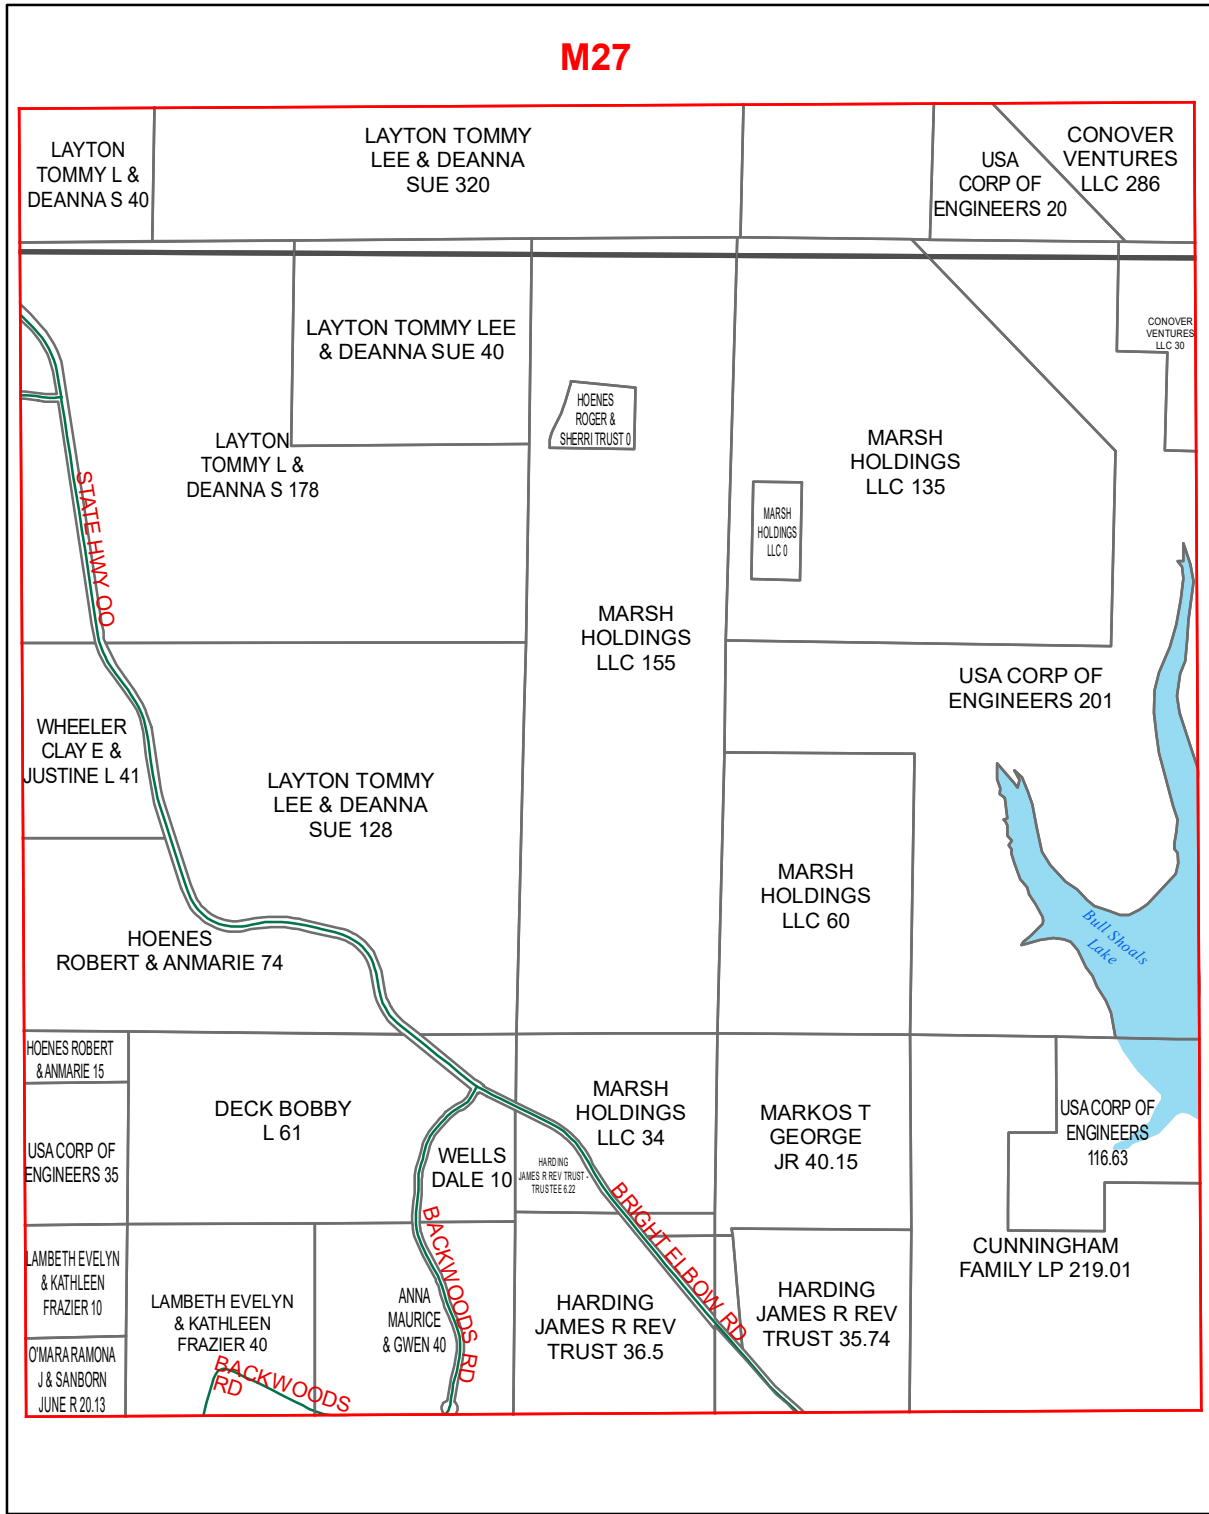 M27
LAYTON
TOMMY L &
DEANNA S 40
LAYTON TOMMY
LEE & DEANNA
SUE 320
USA
CORP OF
ENGINEERS 20
CONOVER
VENTURES
LLC 286
LAYTON TOMMY LEE
& DEANNA SUE 40
CONOVER
VENTURES
LLC 30
HOENES
ROGER &
SHERRI TRUST 0
LAYTON
TOMMY L &
DEANNA S 178
MARSH
HOLDINGS
LLC 135
MARSH
HOLDINGS
LLC 0
STATE HWY OO
MARSH
HOLDINGS
LLC 155
USA CORP OF
ENGINEERS 201
WHEELER
CLAY E &
JUSTINE L 41
LAYTON TOMMY
LEE & DEANNA
SUE 128
MARSH
HOLDINGS
LLC 60
HOENES
ROBERT & ANMARIE 74
Bull Shoals
Lake
HOENES ROBERT
& ANMARIE 15
DECK BOBBY
L 61
MARSH
HOLDINGS
LLC 34
MARKOS T
GEORGE
JR 40.15
USA CORP OF
ENGINEERS
116.63
USA CORP OF
ENGINEERS 35
WELLS
DALE 10
HARDING
JAMES R REV TRUST -
TRUSTEE 6.22
BRIGHT ELBOW RD
BACKWOODS RD
LAMBETH EVELYN
& KATHLEEN
FRAZIER 10
LAMBETH EVELYN
& KATHLEEN
FRAZIER 40
ANNA
MAURICE
& GWEN 40
HARDING
JAMES R REV
TRUST 36.5
HARDING
JAMES R REV
TRUST 35.74
CUNNINGHAM
FAMILY LP 219.01
O'MARA RAMONA
J & SANBORN
JUNE R 20.13
BACKWOODS
RD